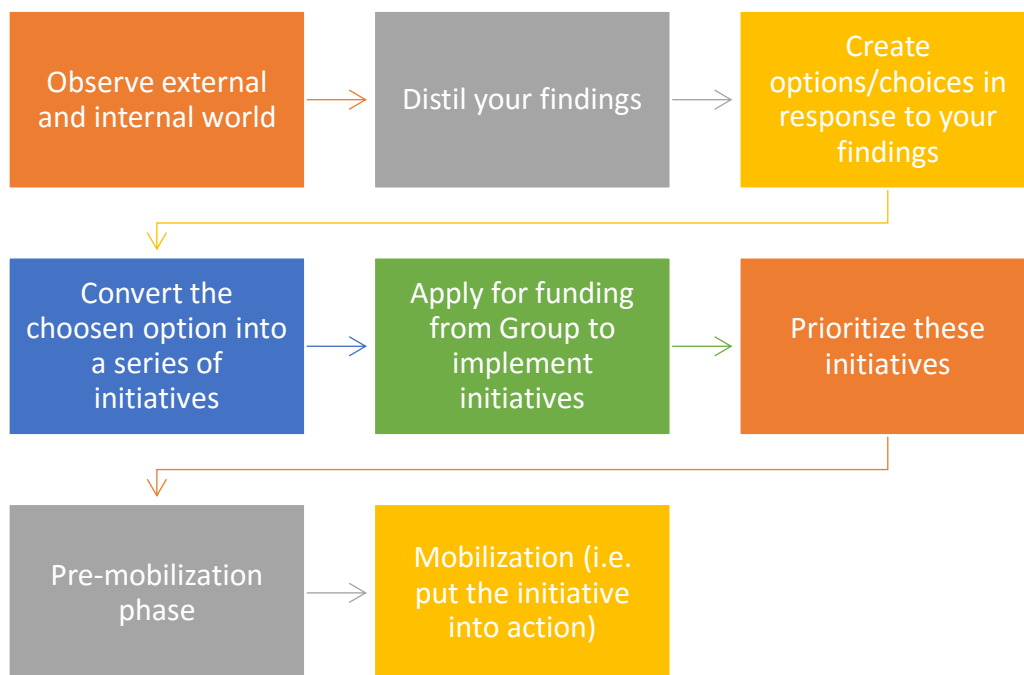 Observe external
and internal world
Distil your findings
Create
options/choices in
response to your
findings
Convert the
choosen option into
a series of
initiatives
Apply for funding
from Group to
implement
initiatives
Prioritize these
initiatives
Pre-mobilization
phase
Mobilization (i.e.
put the initiative
into action)